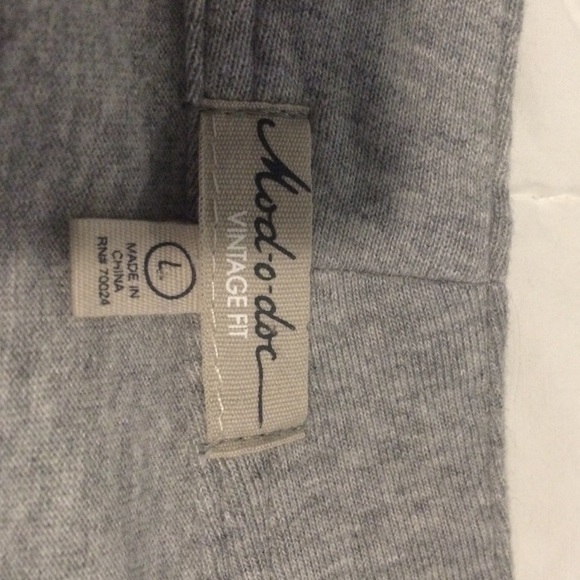 Mod-o-doc
VINTAGE FIT
L
MADE IN
CHINA
RN# 70024